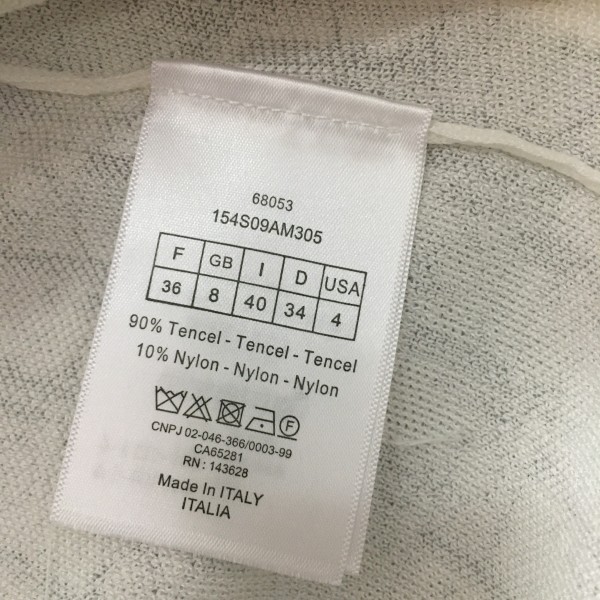 68053
154S09AM305
F GB I D USA
36 8 40 34 4
90% Tencel - Tencel - Tencel
10% Nylon - Nylon - Nylon
F
CNPJ 02-046-366/0003-99
CA65281
RN : 143628
Made In ITALY
ITALIA